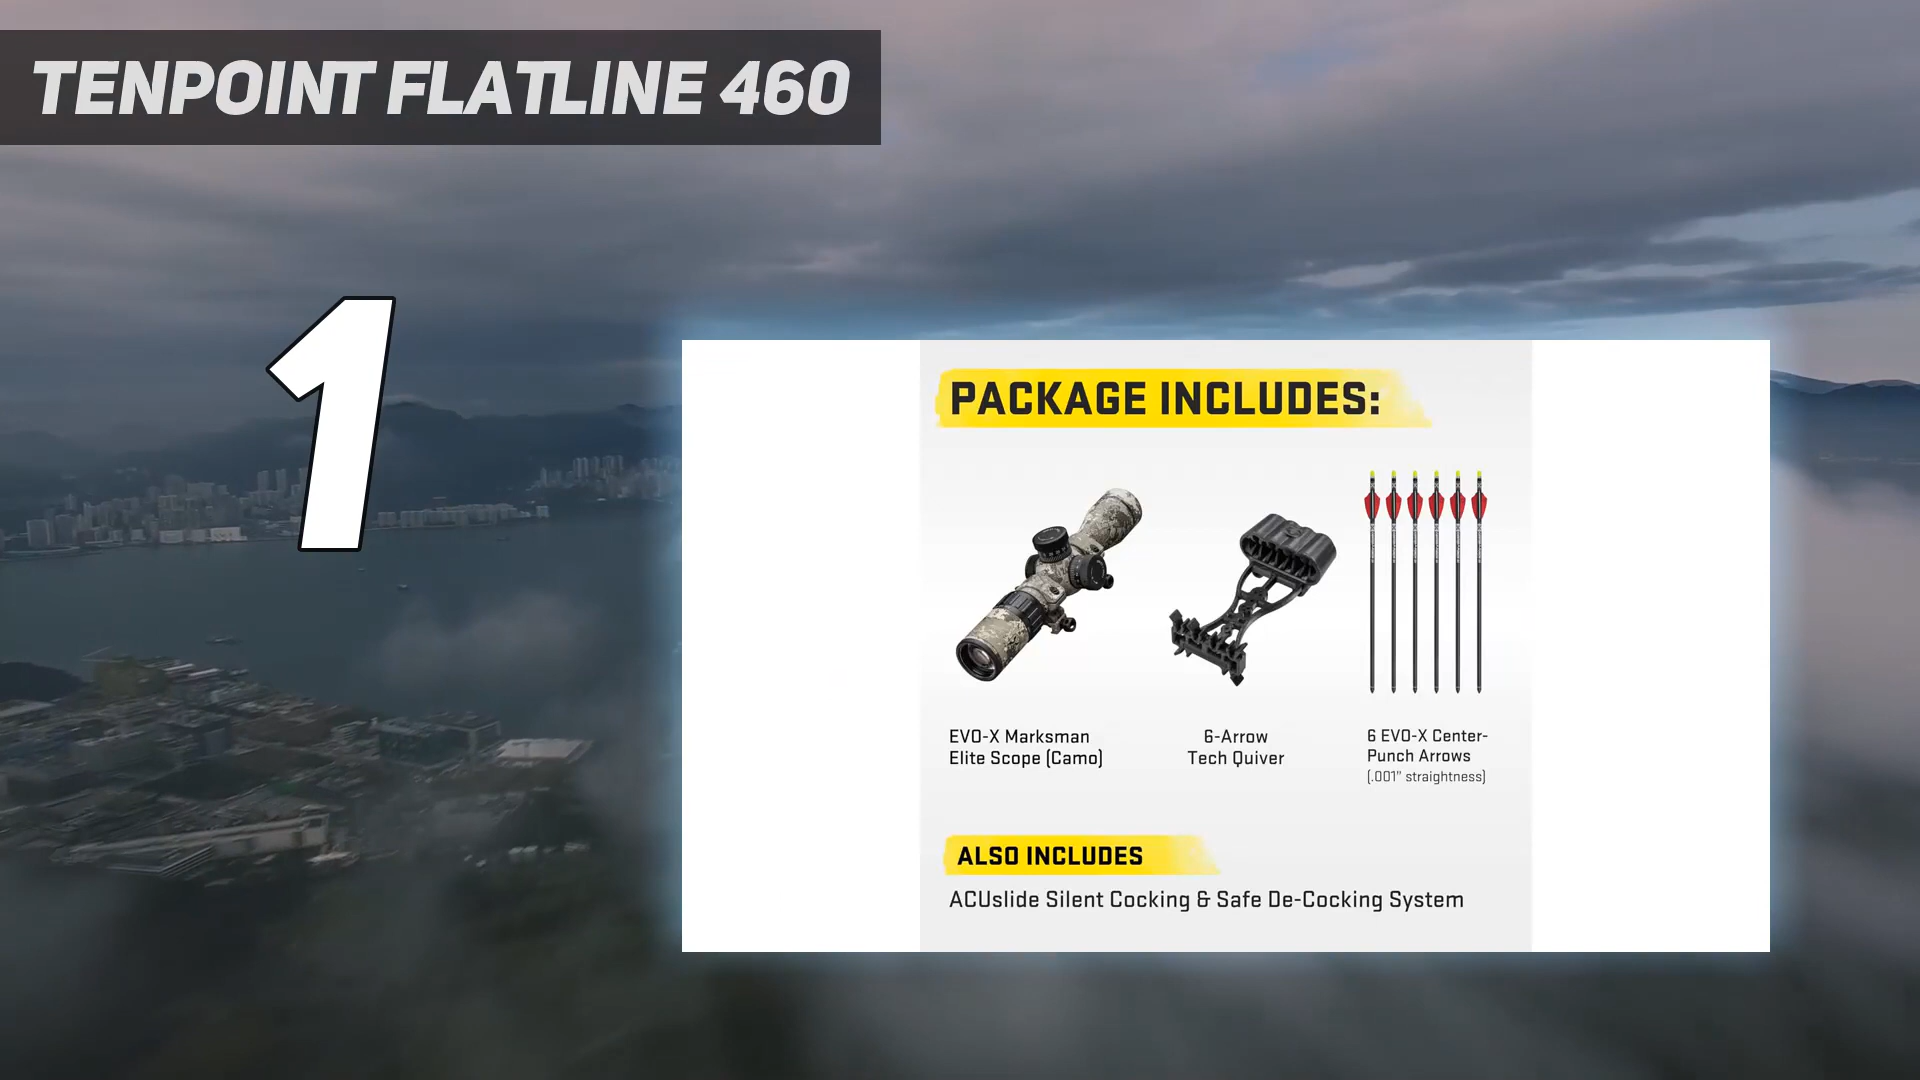 TENPOINT FLATLINE 460
1
PACKAGE INCLUDES:
EVO-X Marksman
Elite Scope (Camo)
6-Arrow
Tech Quiver
6 EVO-X Center-
Punch Arrows
(.001" straightness)
ALSO INCLUDES
ACUslide Silent Cocking & Safe De-Cocking System